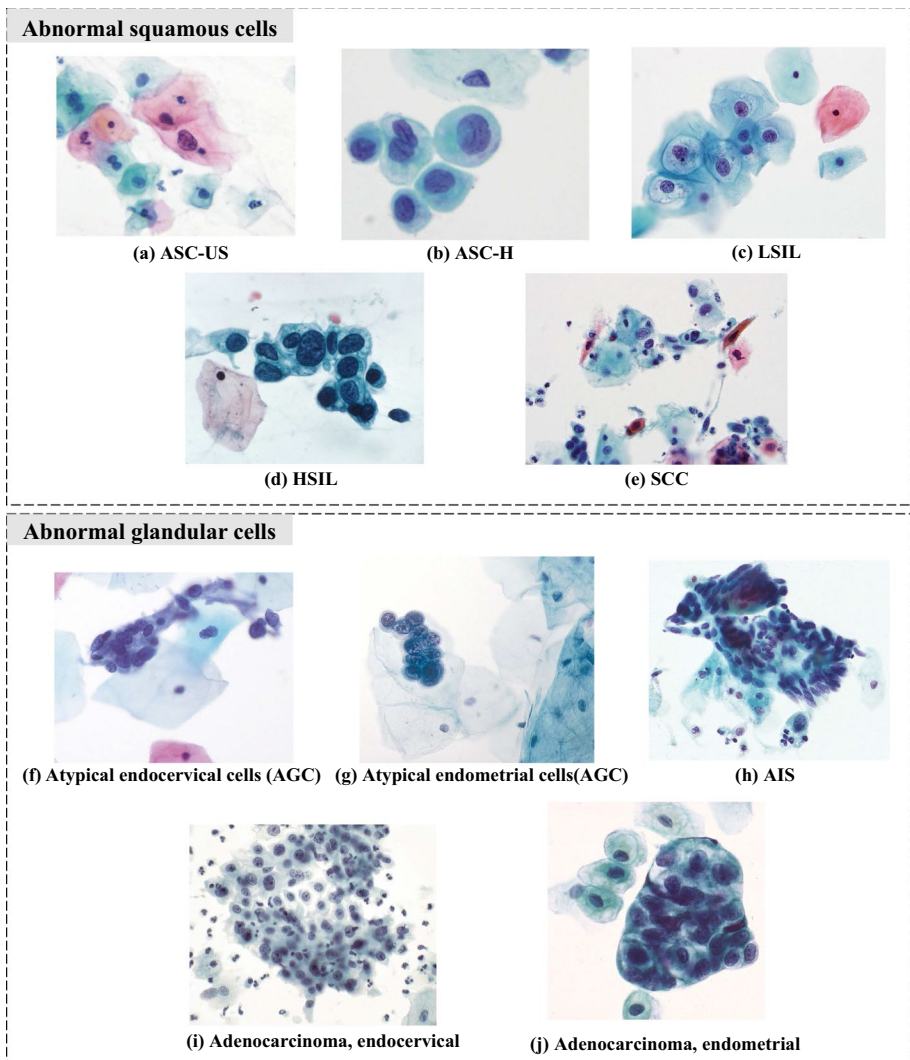 Abnormal squamous cells
(a) ASC-US
(b) ASC-H
(c) LSIL
(d) HSIL
(e) SCC
Abnormal glandular cells
(f) Atypical endocervical cells (AGC)
(g) Atypical endometrial cells(AGC)
(h) AIS
(i) Adenocarcinoma, endocervical
(j) Adenocarcinoma, endometrial